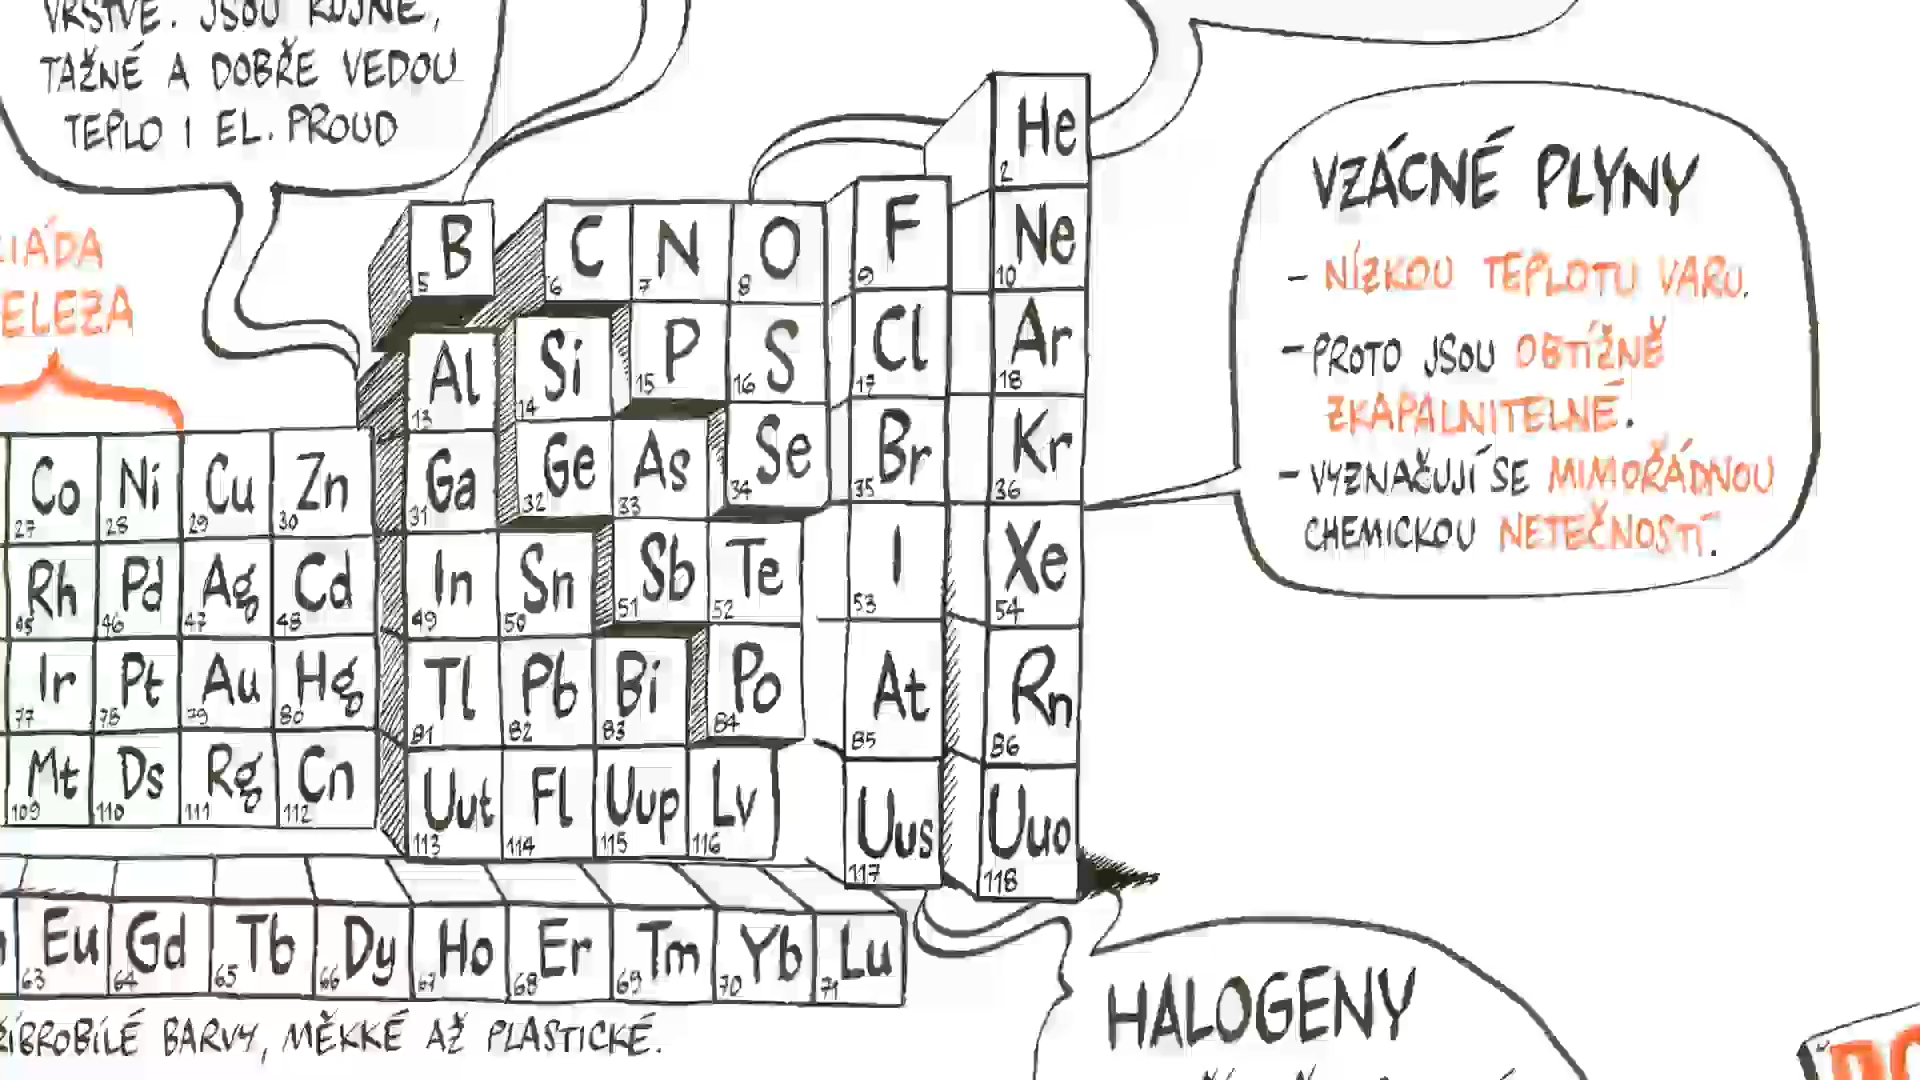 VRSTVĚ. JSOU KUJNÉ,
TAŽNÉ A DOBŘE VEDOU
TEPLO I EL. PROUD
He
2
VZÁCNÉ PLYNY
- NÍZKOU TEPLOTU VARU.
- PROTO JSOU OBTÍŽNĚ
ZKAPALNITELNÉ.
- VYZNAČUJÍ SE MIMOŘÁDNOU
CHEMICKOU NETEČNOSTÍ.
B C N O F Ne
5 6 7 8 9 10
Al Si P S Cl Ar
13 14 15 16 17 18
Co Ni Cu Zn Ga Ge As Se Br Kr
27 28 29 30 31 32 33 34 35 36
Rh Pd Ag Cd In Sn Sb Te I Xe
45 46 47 48 49 50 51 52 53 54
Ir Pt Au Hg Tl Pb Bi Po At Rn
77 78 79 80 81 82 83 84 85 86
Mt Ds Rg Cn Uut Fl Uup Lv Uus Uuo
109 110 111 112 113 114 115 116 117 118
Eu Gd Tb Dy Ho Er Tm Yb Lu
63 64 65 66 67 68 69 70 71
BARVY, MĚKKÉ AŽ PLASTICKÉ.
HALOGENY